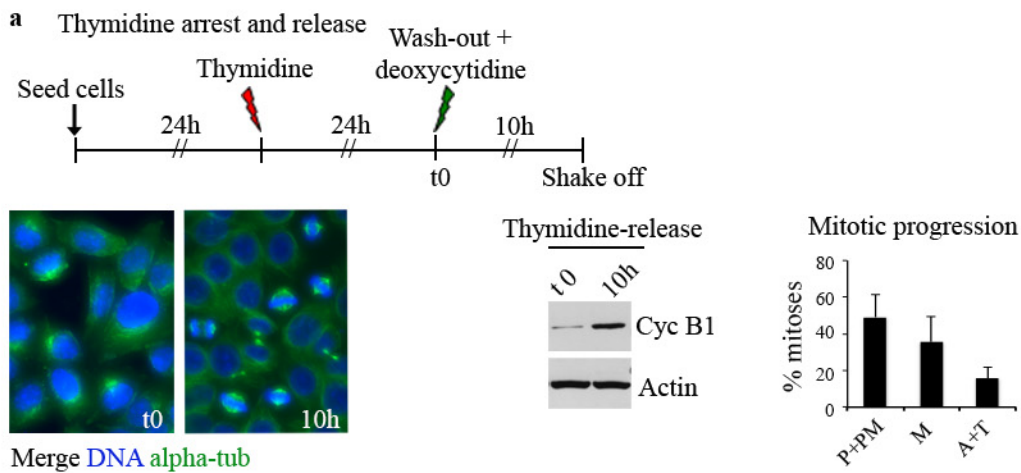 a
Thymidine arrest and release
Wash-out +
deoxycytidine
Thymidine
Seed cells
24h
24h
10h
t0
Shake off
t0
10h
Merge DNA alpha-tub
Thymidine-release
t 0
10h
Cyc B1
Actin
Mitotic progression
% mitoses
80
60
40
20
0
P+PM
M
A+T